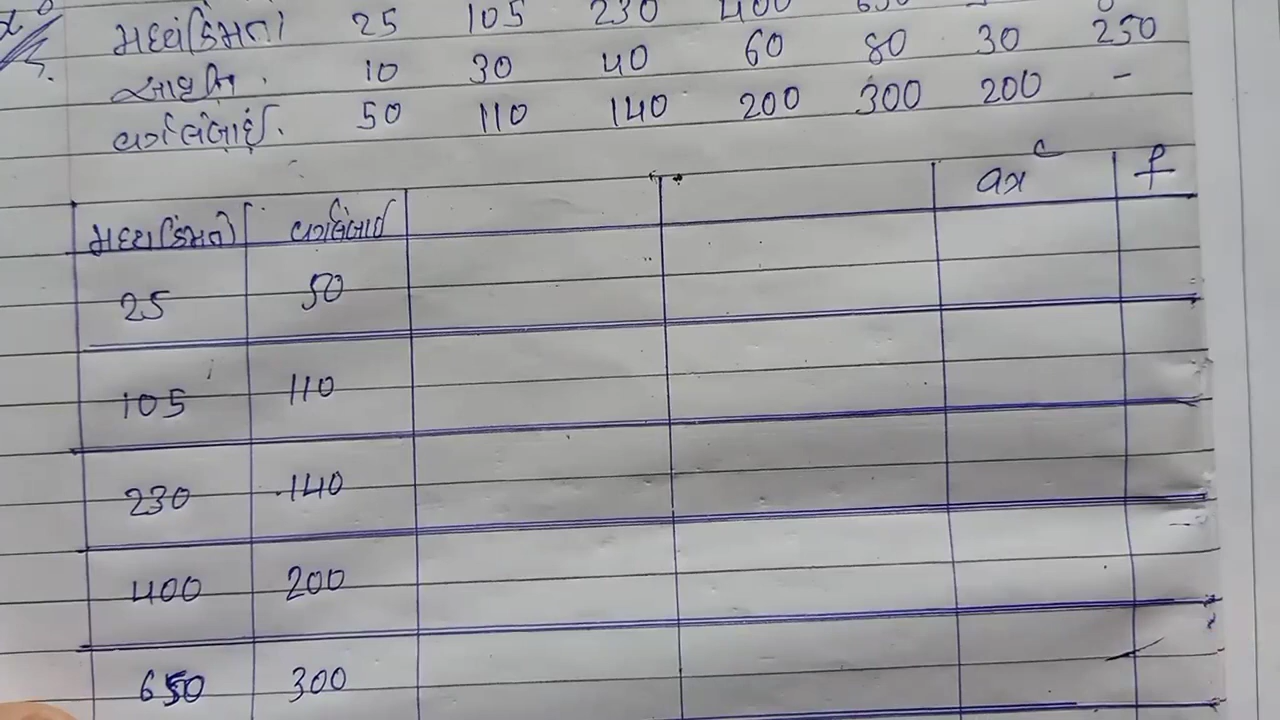 મધ્યકિંમત 25 105 230 400 650
આવૃત્તિ 10 30 40 60 80 30 250
વર્ગલંબાઈ. 50 110 140 200 300 200 -
મધ્યકિંમત વર્ગલંબાઈ વર્ગ f
25 50
105 110
230 140
400 200
650 300